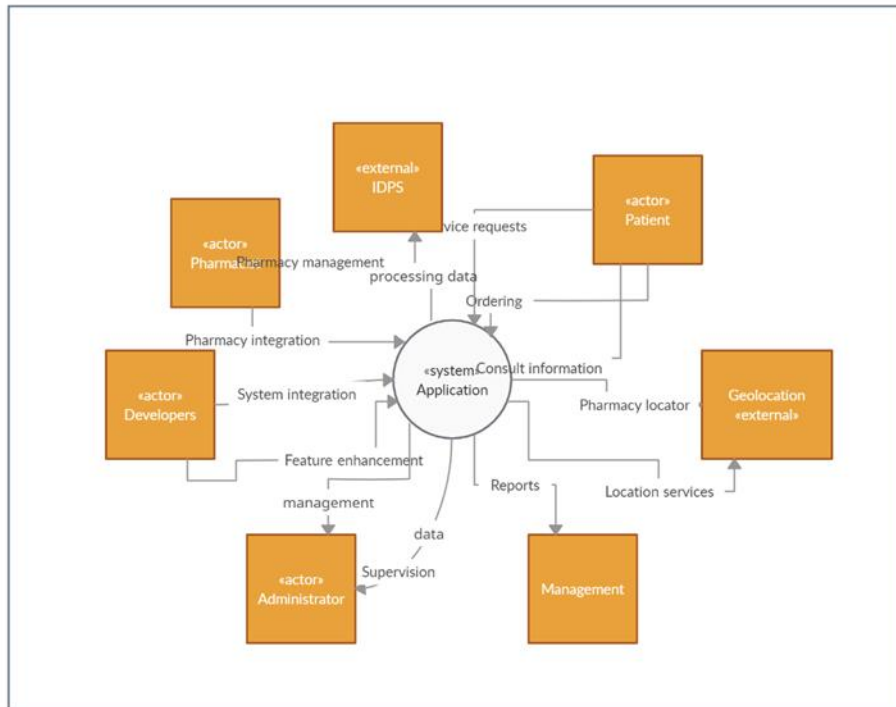 «external»
IDPS
«actor»
Patient
vice requests
«actor»
Pharmacy management
processing data
Ordering
Pharmacy integration
«system»
Application
Consult information
«actor»
Developers
System integration
Geolocation
«external»
Pharmacy locator
Feature enhancement
Reports
Location services
management
data
Supervision
«actor»
Administrator
Management